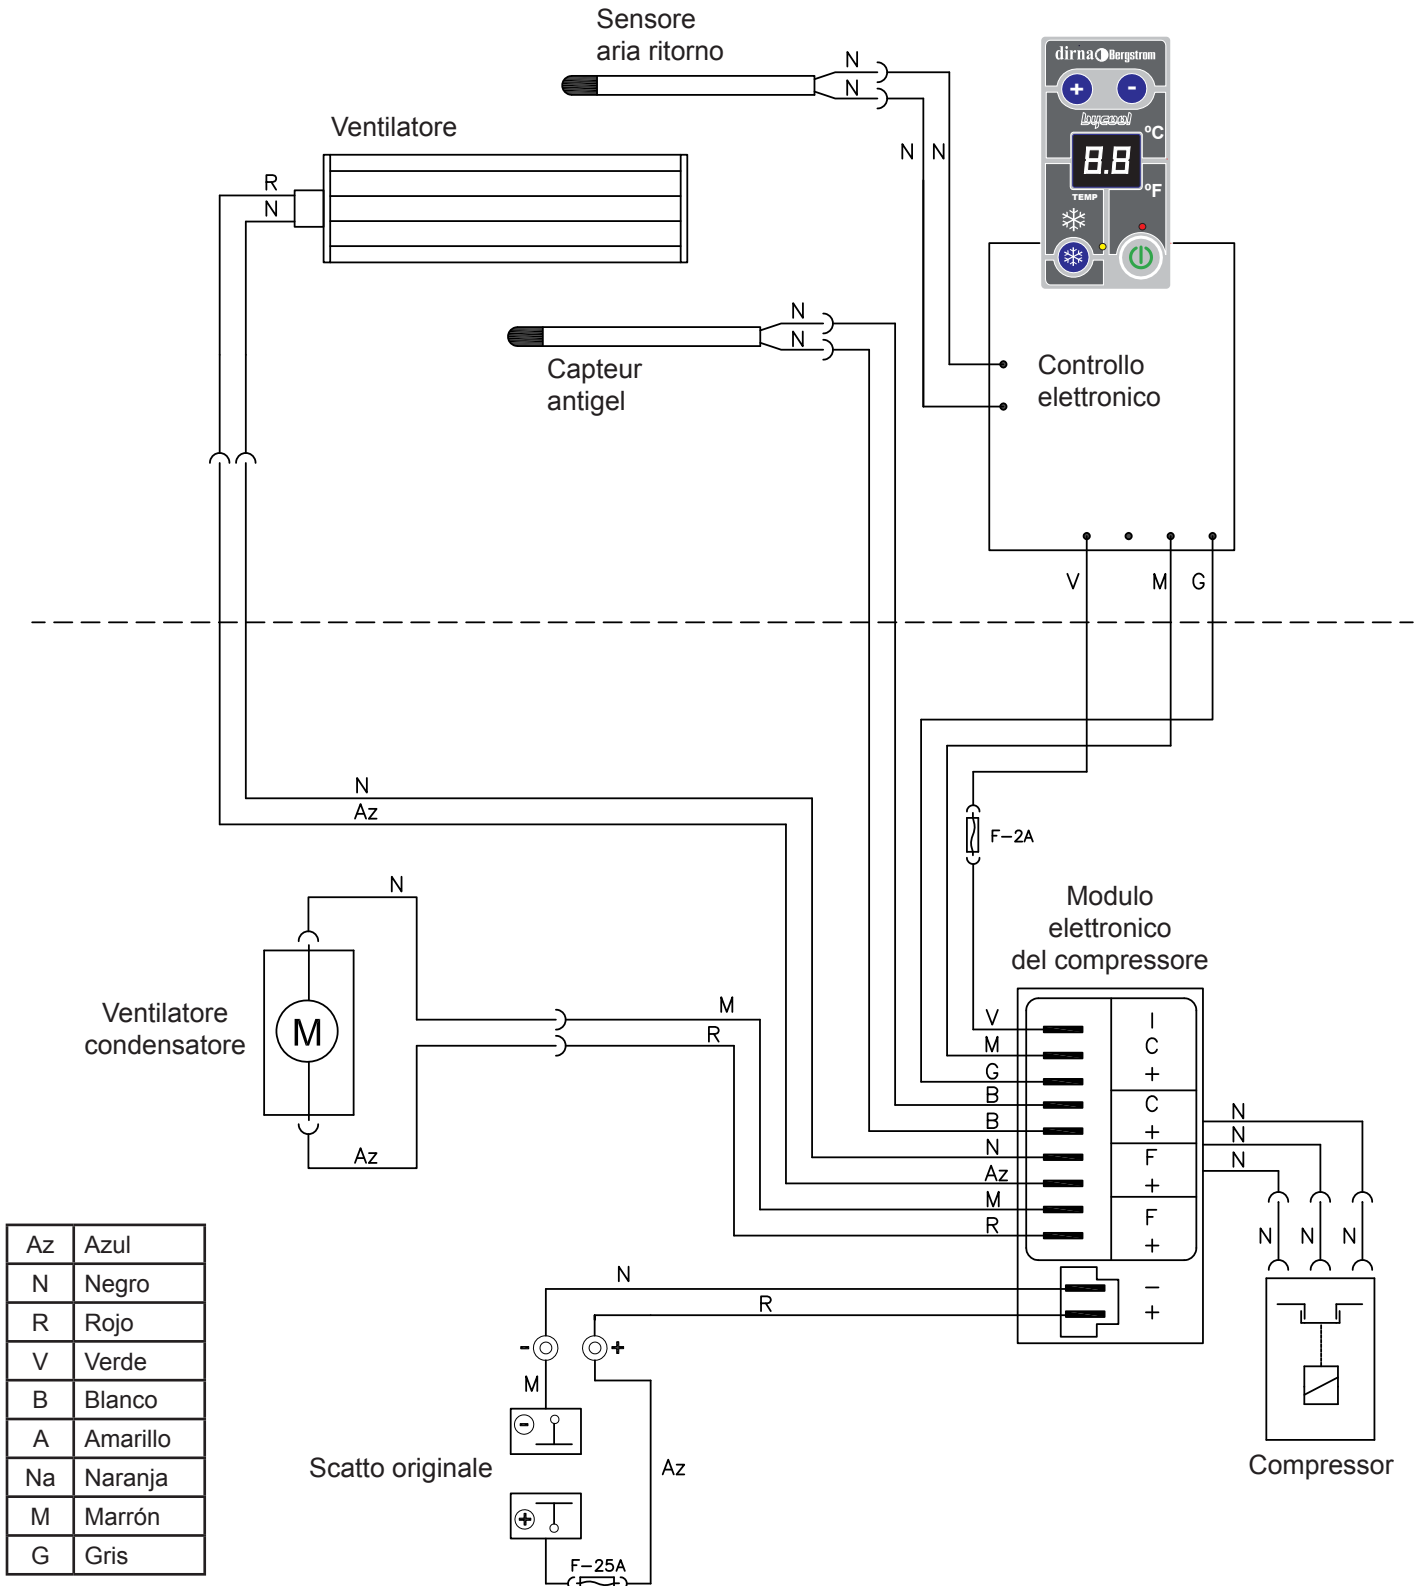 Sensore
aria ritorno
N
N
dirna Bergstrom
+ -
bycool
°C
8.8
TEMP
°F
N N
Ventilatore
R
N
N
N
Capteur
antigel
Controllo
elettronico
V M G
N
Az
F-2A
N
Modulo
elettronico
del compressore
Ventilatore
condensatore
M
M
R
Az
V I
M C
G +
B C
B +
N F
Az +
M F
R +
N
N
N
N N N
N -
R +
- +
M
-
Scatto originale
Az
+
F-25A
Compressor
Az Azul
N Negro
R Rojo
V Verde
B Blanco
A Amarillo
Na Naranja
M Marrón
G Gris